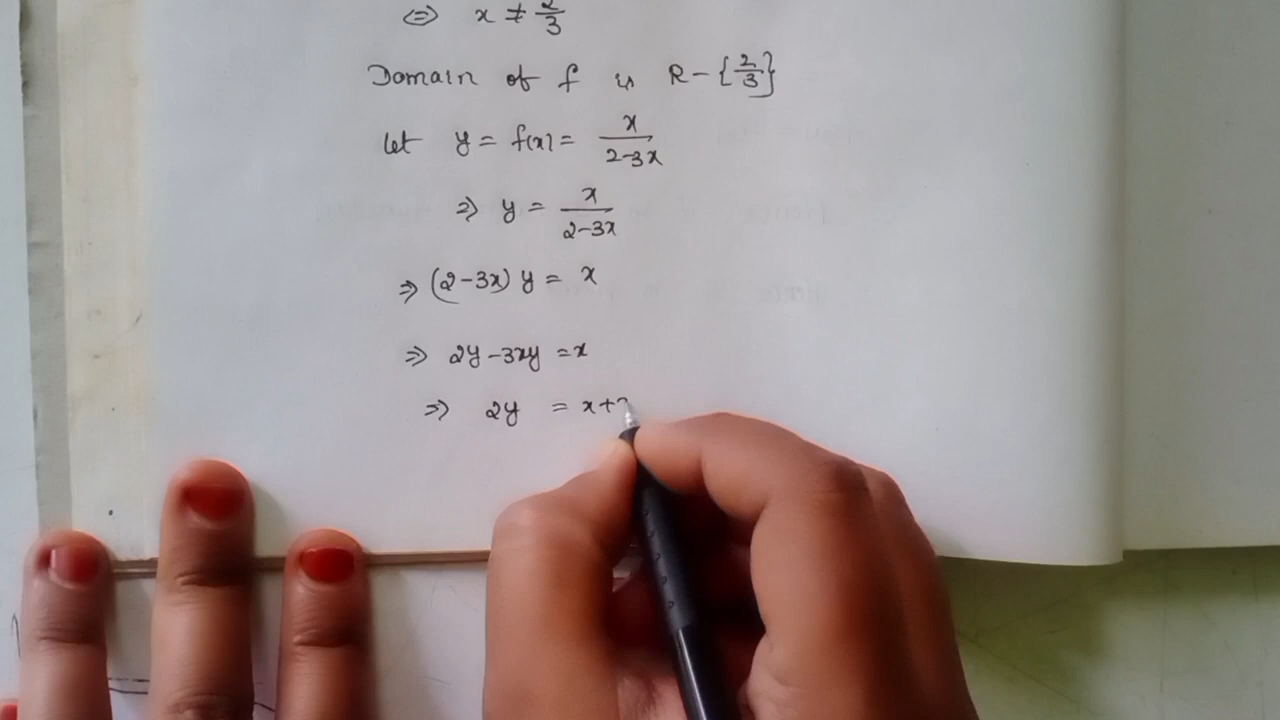 ⇔ x ≠ 2/3
Domain of f is R - {2/3}
Let y = f(x) = x/(2-3x)
⇒ y = x/(2-3x)
⇒ (2-3x) y = x
⇒ 2y - 3xy = x
⇒ 2y = x+